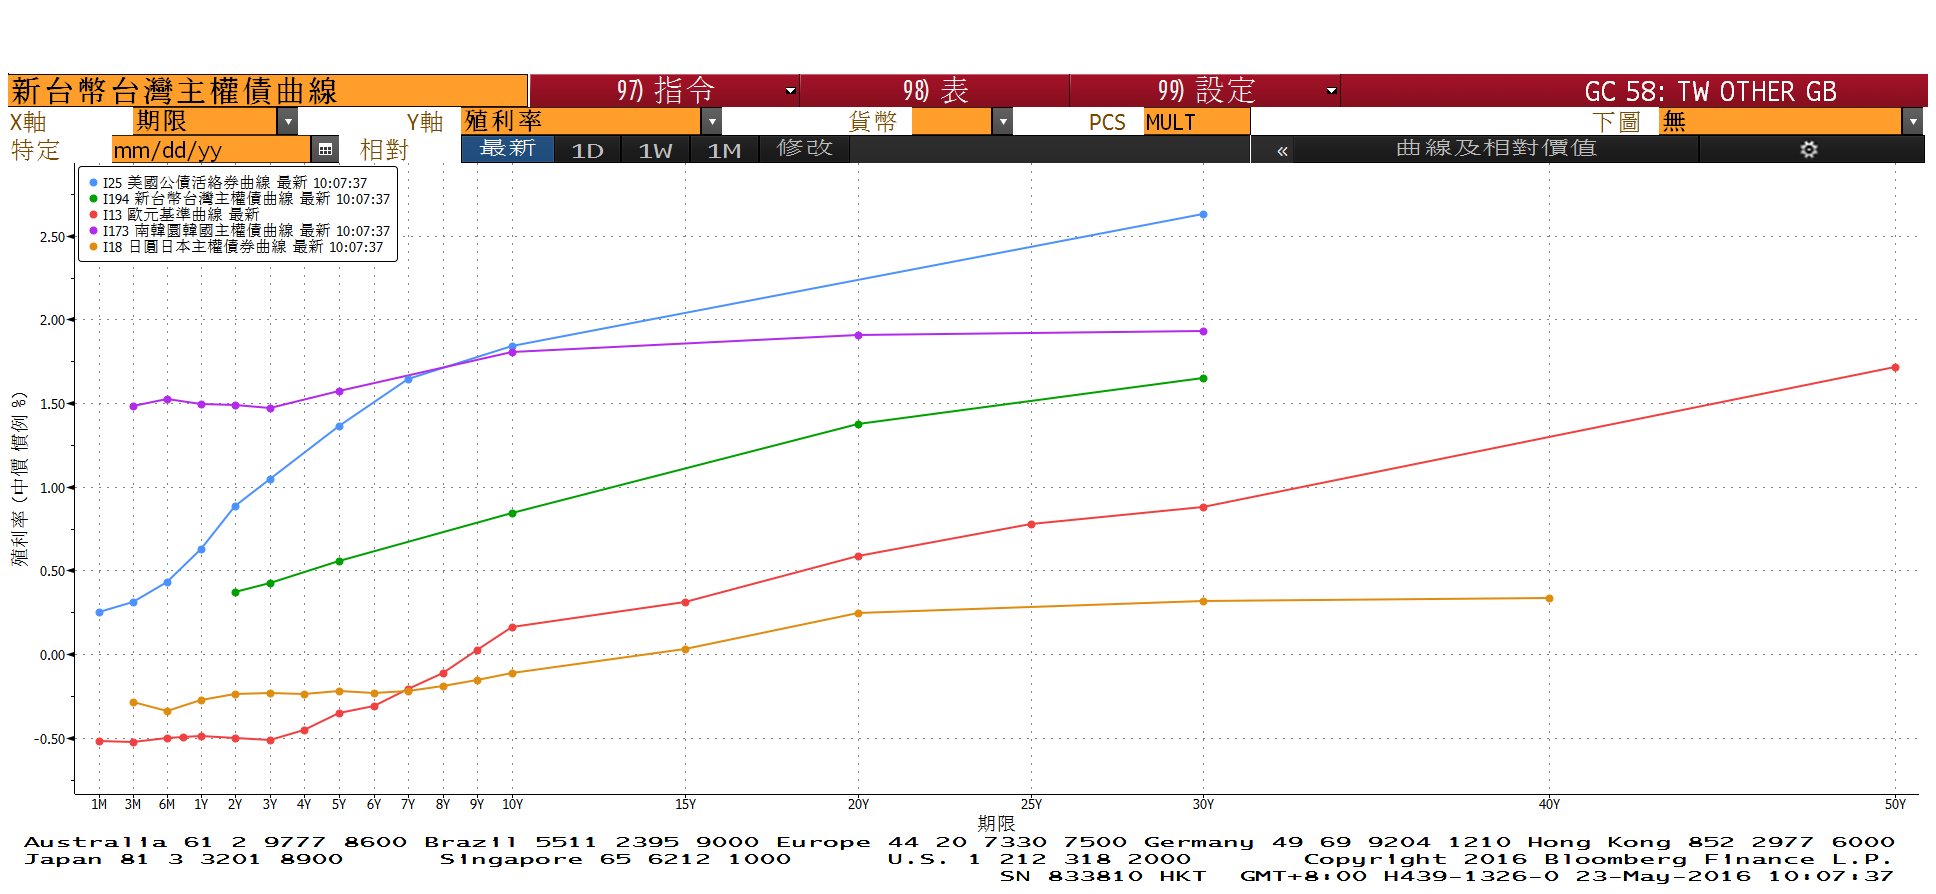 新台幣台灣主權債曲線 97) 指令 98) 表 99) 設定 GC 58: TW OTHER GB
X軸 期限 Y軸 殖利率 貨幣 PCS MULT 下圖 無
特定 mm/dd/yy 相對 最新 1D 1W 1M 修改 « 曲線及相對價值
I25 美國公債活絡券曲線 最新 10:07:37
I194 新台幣台灣主權債曲線 最新 10:07:37
I13 歐元基準曲線 最新
I173 南韓圜韓國主權債曲線 最新 10:07:37
I18 日圓日本主權債券曲線 最新 10:07:37
2.50
2.00
1.50
1.00
0.50
0.00
-0.50
殖利率 (中價 慣例 %)
1M 3M 6M 1Y 2Y 3Y 4Y 5Y 6Y 7Y 8Y 9Y 10Y 15Y 20Y 25Y 30Y 40Y 50Y
期限
Australia 61 2 9777 8600 Brazil 5511 2395 9000 Europe 44 20 7330 7500 Germany 49 69 9204 1210 Hong Kong 852 2977 6000
Japan 81 3 3201 8900 Singapore 65 6212 1000 U.S. 1 212 318 2000 Copyright 2016 Bloomberg Finance L.P.
SN 833810 HKT GMT+8:00 H439-1326-0 23-May-2016 10:07:37